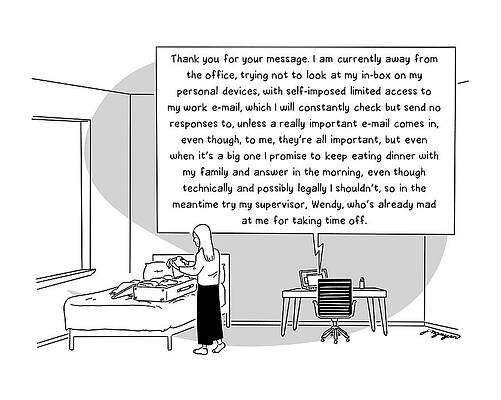 Thank you for your message. I am currently away from
the office, trying not to look at my in-box on my
personal devices, with self-imposed limited access to
my work e-mail, which I will constantly check but send no
responses to, unless a really important e-mail comes in,
even though, to me, they're all important, but even
when it's a big one I promise to keep eating dinner with
my family and answer in the morning, even though
technically and possibly legally I shouldn't, so in the
meantime try my supervisor, Wendy, who's already mad
at me for taking time off.